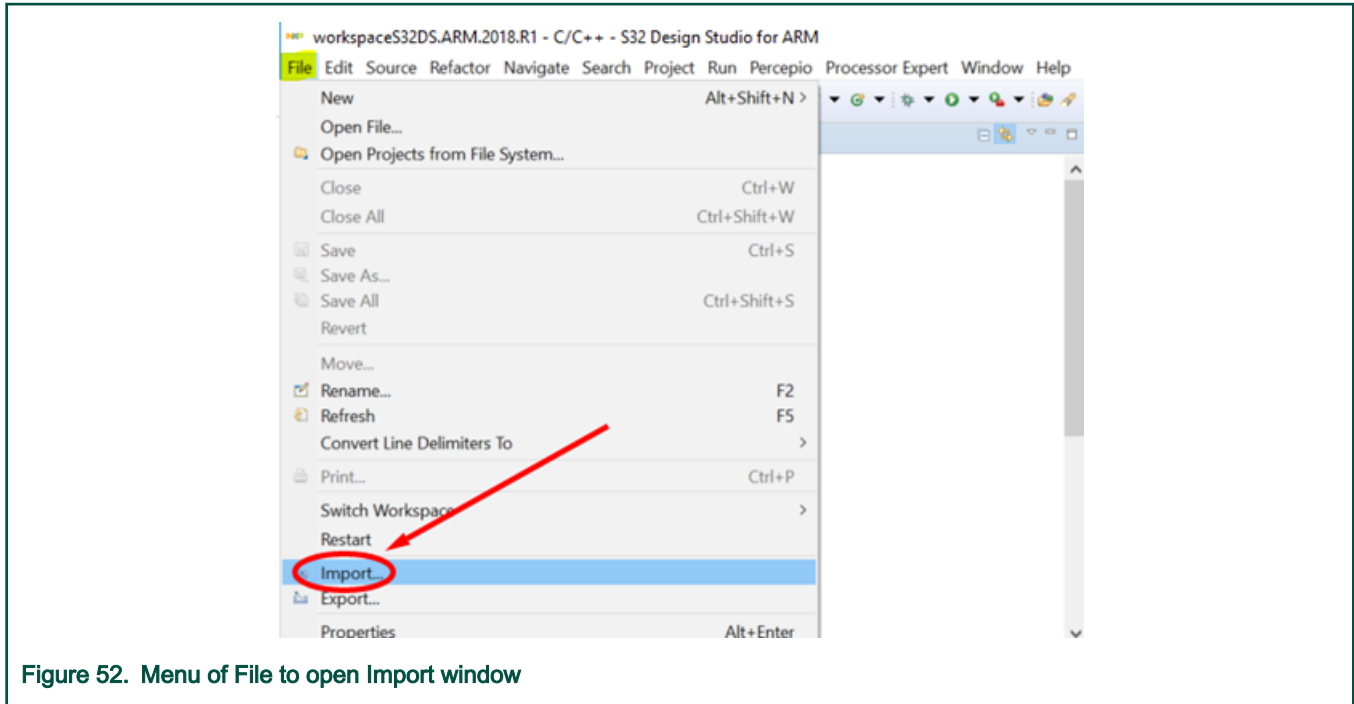 NXP workspaceS32DS.ARM.2018.R1 - C/C++ - S32 Design Studio for ARM
File Edit Source Refactor Navigate Search Project Run Percepio Processor Expert Window Help
New Alt+Shift+N >
Open File...
Open Projects from File System...
Close Ctrl+W
Close All Ctrl+Shift+W
Save Ctrl+S
Save As...
Save All Ctrl+Shift+S
Revert
Move...
Rename... F2
Refresh F5
Convert Line Delimiters To >
Print... Ctrl+P
Switch Workspace >
Restart
Import...
Export...
Properties Alt+Enter
Figure 52. Menu of File to open Import window